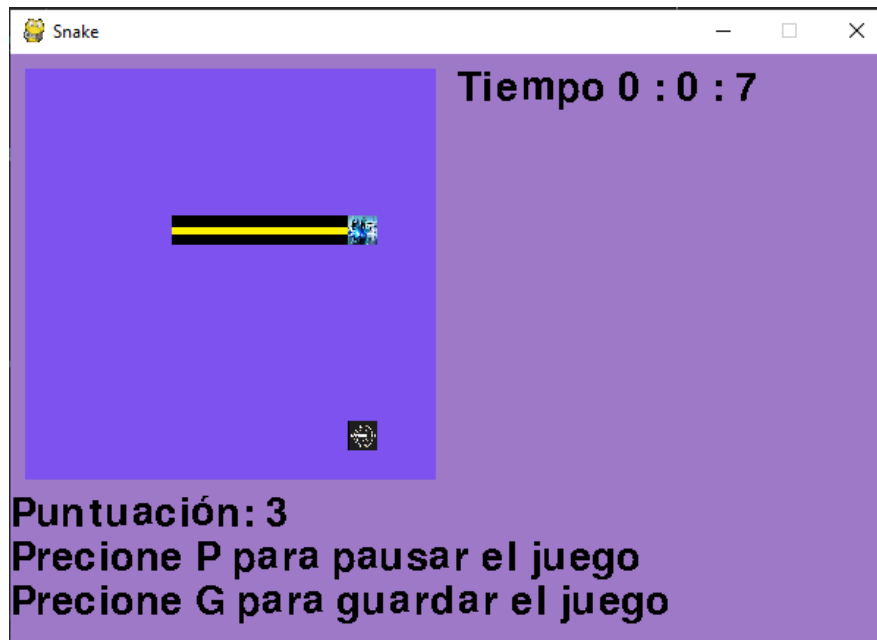 Snake
Tiempo 0 : 0 : 7
Puntuación: 3
Precione P para pausar el juego
Precione G para guardar el juego